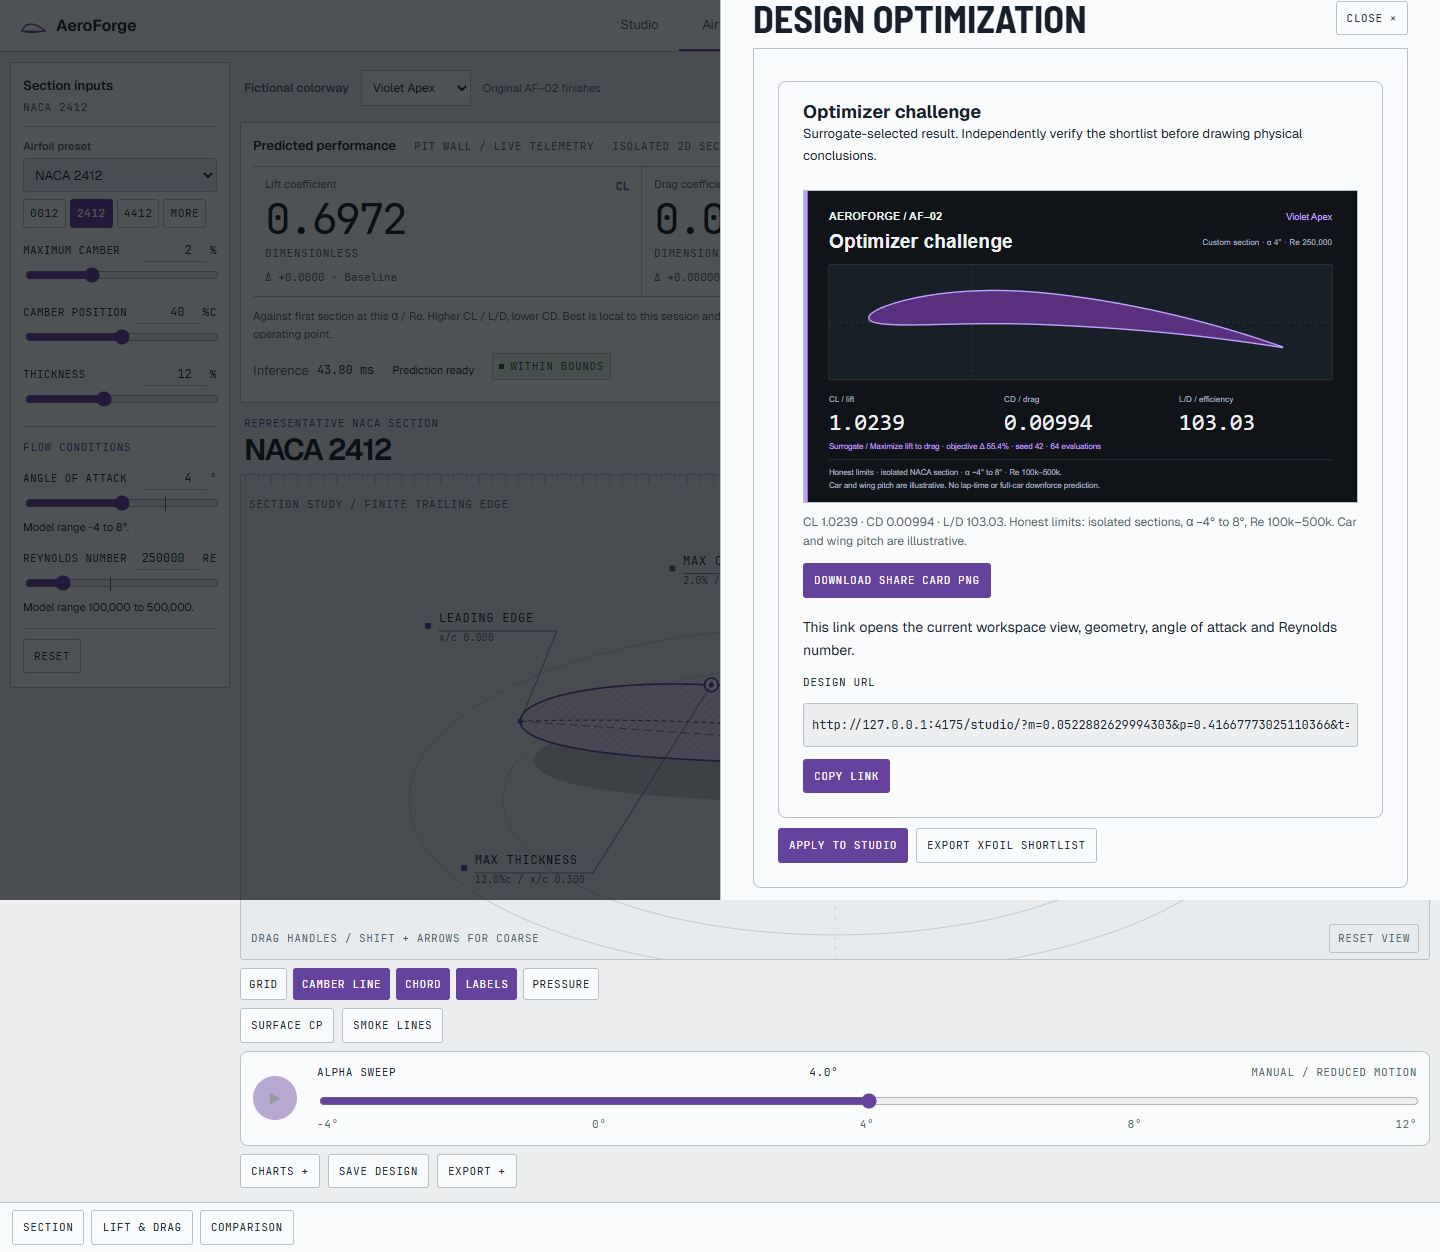 AeroForge
Studio
Section inputs
NACA 2412
Airfoil preset
NACA 2412
0012 2412 4412 MORE
MAXIMUM CAMBER 2 %
CAMBER POSITION 40 %C
THICKNESS 12 %
FLOW CONDITIONS
ANGLE OF ATTACK 4 °
Model range -4 to 8°.
REYNOLDS NUMBER 250000 RE
Model range 100,000 to 500,000.
RESET
Fictional colorway Violet Apex Original AF–02 finishes
Predicted performance PIT WALL / LIVE TELEMETRY ISOLATED 2D
Lift coefficient CL
0.6972
DIMENSIONLESS
Δ +0.0000 · Baseline
Drag
0.0
Δ +0.0000
Against first section at this α / Re. Higher CL / L/D, lower CD. Best is local to this session and
operating point.
Inference 43.80 ms Prediction ready WITHIN BOUNDS
REPRESENTATIVE NACA SECTION
NACA 2412
SECTION STUDY / FINITE TRAILING EDGE
MAX
2.0% /
LEADING EDGE
x/c 0.000
MAX THICKNESS
12.0%c / x/c 0.300
DRAG HANDLES / SHIFT + ARROWS FOR COARSE
RESET VIEW
GRID CAMBER LINE CHORD LABELS PRESSURE
SURFACE CP SMOKE LINES
ALPHA SWEEP 4.0° MANUAL / REDUCED MOTION
-4° 0° 4° 8° 12°
CHARTS + SAVE DESIGN EXPORT +
SECTION LIFT & DRAG COMPARISON
DESIGN OPTIMIZATION
CLOSE ×
Optimizer challenge
Surrogate-selected result. Independently verify the shortlist before drawing physical
conclusions.
AEROFORGE / AF–02 Violet Apex
Optimizer challenge Custom section · α 4° · Re 250,000
CL / lift CD / drag L/D / efficiency
1.0239 0.00994 103.03
Surrogate / Maximize lift to drag · objective Δ 55.4% · seed 42 · 64 evaluations
Honest limits · isolated NACA section · α −4° to 8° · Re 100k–500k.
Car and wing pitch are illustrative. No lap-time or full-car downforce prediction.
CL 1.0239 · CD 0.00994 · L/D 103.03. Honest limits: isolated sections, α −4° to 8°, Re 100k–500k. Car
and wing pitch are illustrative.
DOWNLOAD SHARE CARD PNG
This link opens the current workspace view, geometry, angle of attack and Reynolds
number.
DESIGN URL
http://127.0.0.1:4175/studio/?m=0.0522882629994303&p=0.41667773025110366&t=
COPY LINK
APPLY TO STUDIO EXPORT XFOIL SHORTLIST